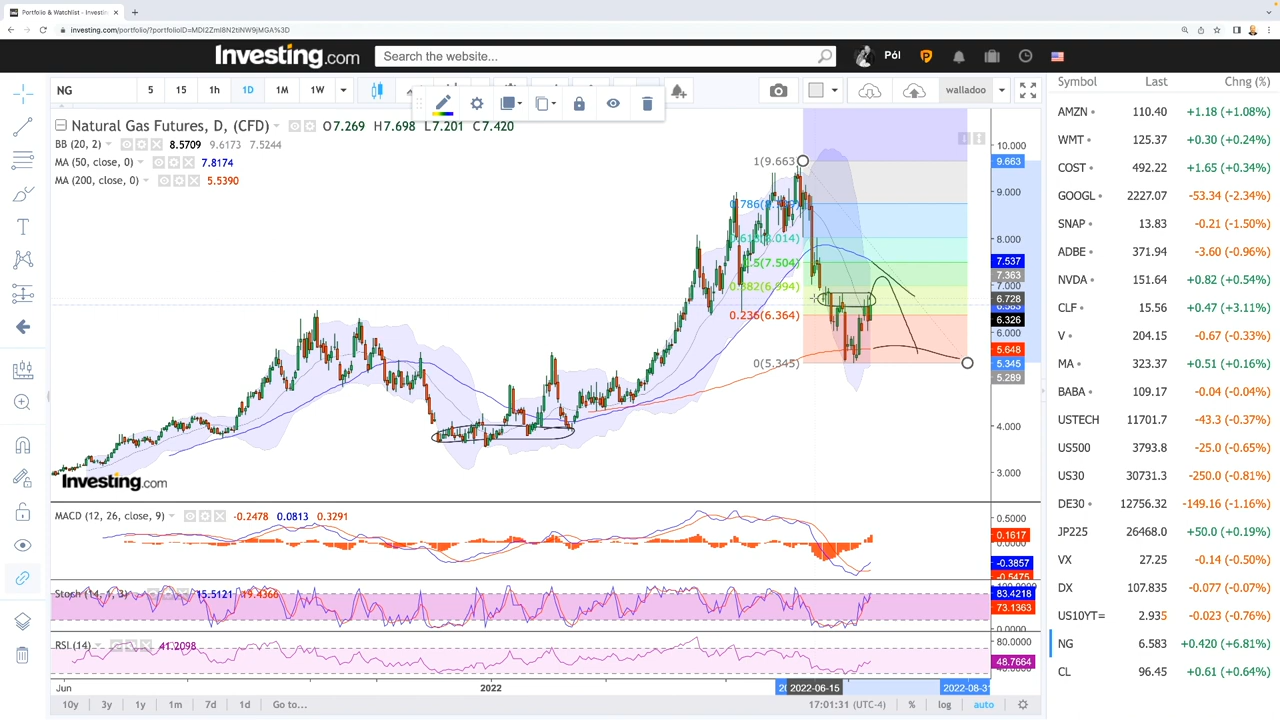 Portfolio & Watchlist - Investin
investing.com/portfolio/?portfolioID=MDI2ZmI8N2tiNW9jMGA%3D
Investing.com Search the website... Pól
NG 5 15 1h 1D 1M 1W walladoo
Natural Gas Futures, D, (CFD) O7.269 H7.698 L7.201 C7.420
BB (20, 2) 8.5709 9.6173 7.5244
MA (50, close, 0) 7.8174
MA (200, close, 0) 5.5390
1(9.663)
0.5(7.504)
0.382(6.994)
0.236(6.364)
0(5.345)
10.000
9.663
9.000
8.000
7.537
7.363
7.000
6.728
6.326
6.000
5.648
5.345
5.289
4.000
3.000
Investing.com
MACD (12, 26, close, 9) -0.2478 0.0813 0.3291
0.5000
0.1617
0.0000
-0.3857
-0.5475
Stoch (14, 1, 3) 15.5121 19.4366
100.0000
83.4218
73.1363
0.0000
RSI (14) 41.2098
80.0000
48.7664
Jun 2022 2022-06-15 2022-08-31
10y 3y 1y 1m 7d 1d Go to... 17:01:31 (UTC-4) % log auto
Symbol Last Chng (%)
AMZN 110.40 +1.18 (+1.08%)
WMT 125.37 +0.30 (+0.24%)
COST 492.22 +1.65 (+0.34%)
GOOGL 2227.07 -53.34 (-2.34%)
SNAP 13.83 -0.21 (-1.50%)
ADBE 371.94 -3.60 (-0.96%)
NVDA 151.64 +0.82 (+0.54%)
CLF 15.56 +0.47 (+3.11%)
V 204.15 -0.67 (-0.33%)
MA 323.37 +0.51 (+0.16%)
BABA 109.17 -0.04 (-0.04%)
USTECH 11701.7 -43.3 (-0.37%)
US500 3793.8 -25.0 (-0.65%)
US30 30731.3 -250.0 (-0.81%)
DE30 12756.32 -149.16 (-1.16%)
JP225 26468.0 +50.0 (+0.19%)
VX 27.25 -0.14 (-0.50%)
DX 107.835 -0.077 (-0.07%)
US10YT= 2.935 -0.023 (-0.76%)
NG 6.583 +0.420 (+6.81%)
CL 96.45 +0.61 (+0.64%)